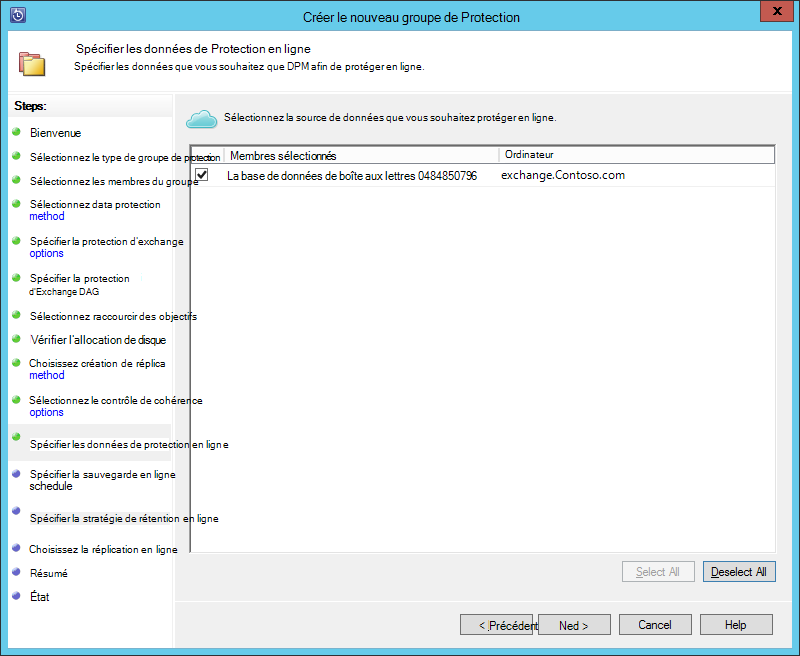 Créer le nouveau groupe de Protection
x
Spécifier les données de Protection en ligne
Spécifier les données que vous souhaitez que DPM afin de protéger en ligne.
Steps:
Bienvenue
Sélectionnez le type de groupe de protection
Sélectionnez les membres du groupe
Sélectionnez data protection
method
Spécifier la protection d'exchange
options
Spécifier la protection
d'Exchange DAG
Sélectionnez raccourcir des objectifs
Vérifier l'allocation de disque
Choisissez création de réplica
method
Sélectionnez le contrôle de cohérence
options
Spécifier les données de protection en ligne
Spécifier la sauvegarde en ligne
schedule
Spécifier la stratégie de rétention en ligne
Choisissez la réplication en ligne
Résumé
État
Sélectionnez la source de données que vous souhaitez protéger en ligne.
Membres sélectionnés Ordinateur
La base de données de boîte aux lettres 0484850796 exchange.Contoso.com
Select All Deselect All
< Précédent Ned > Cancel Help